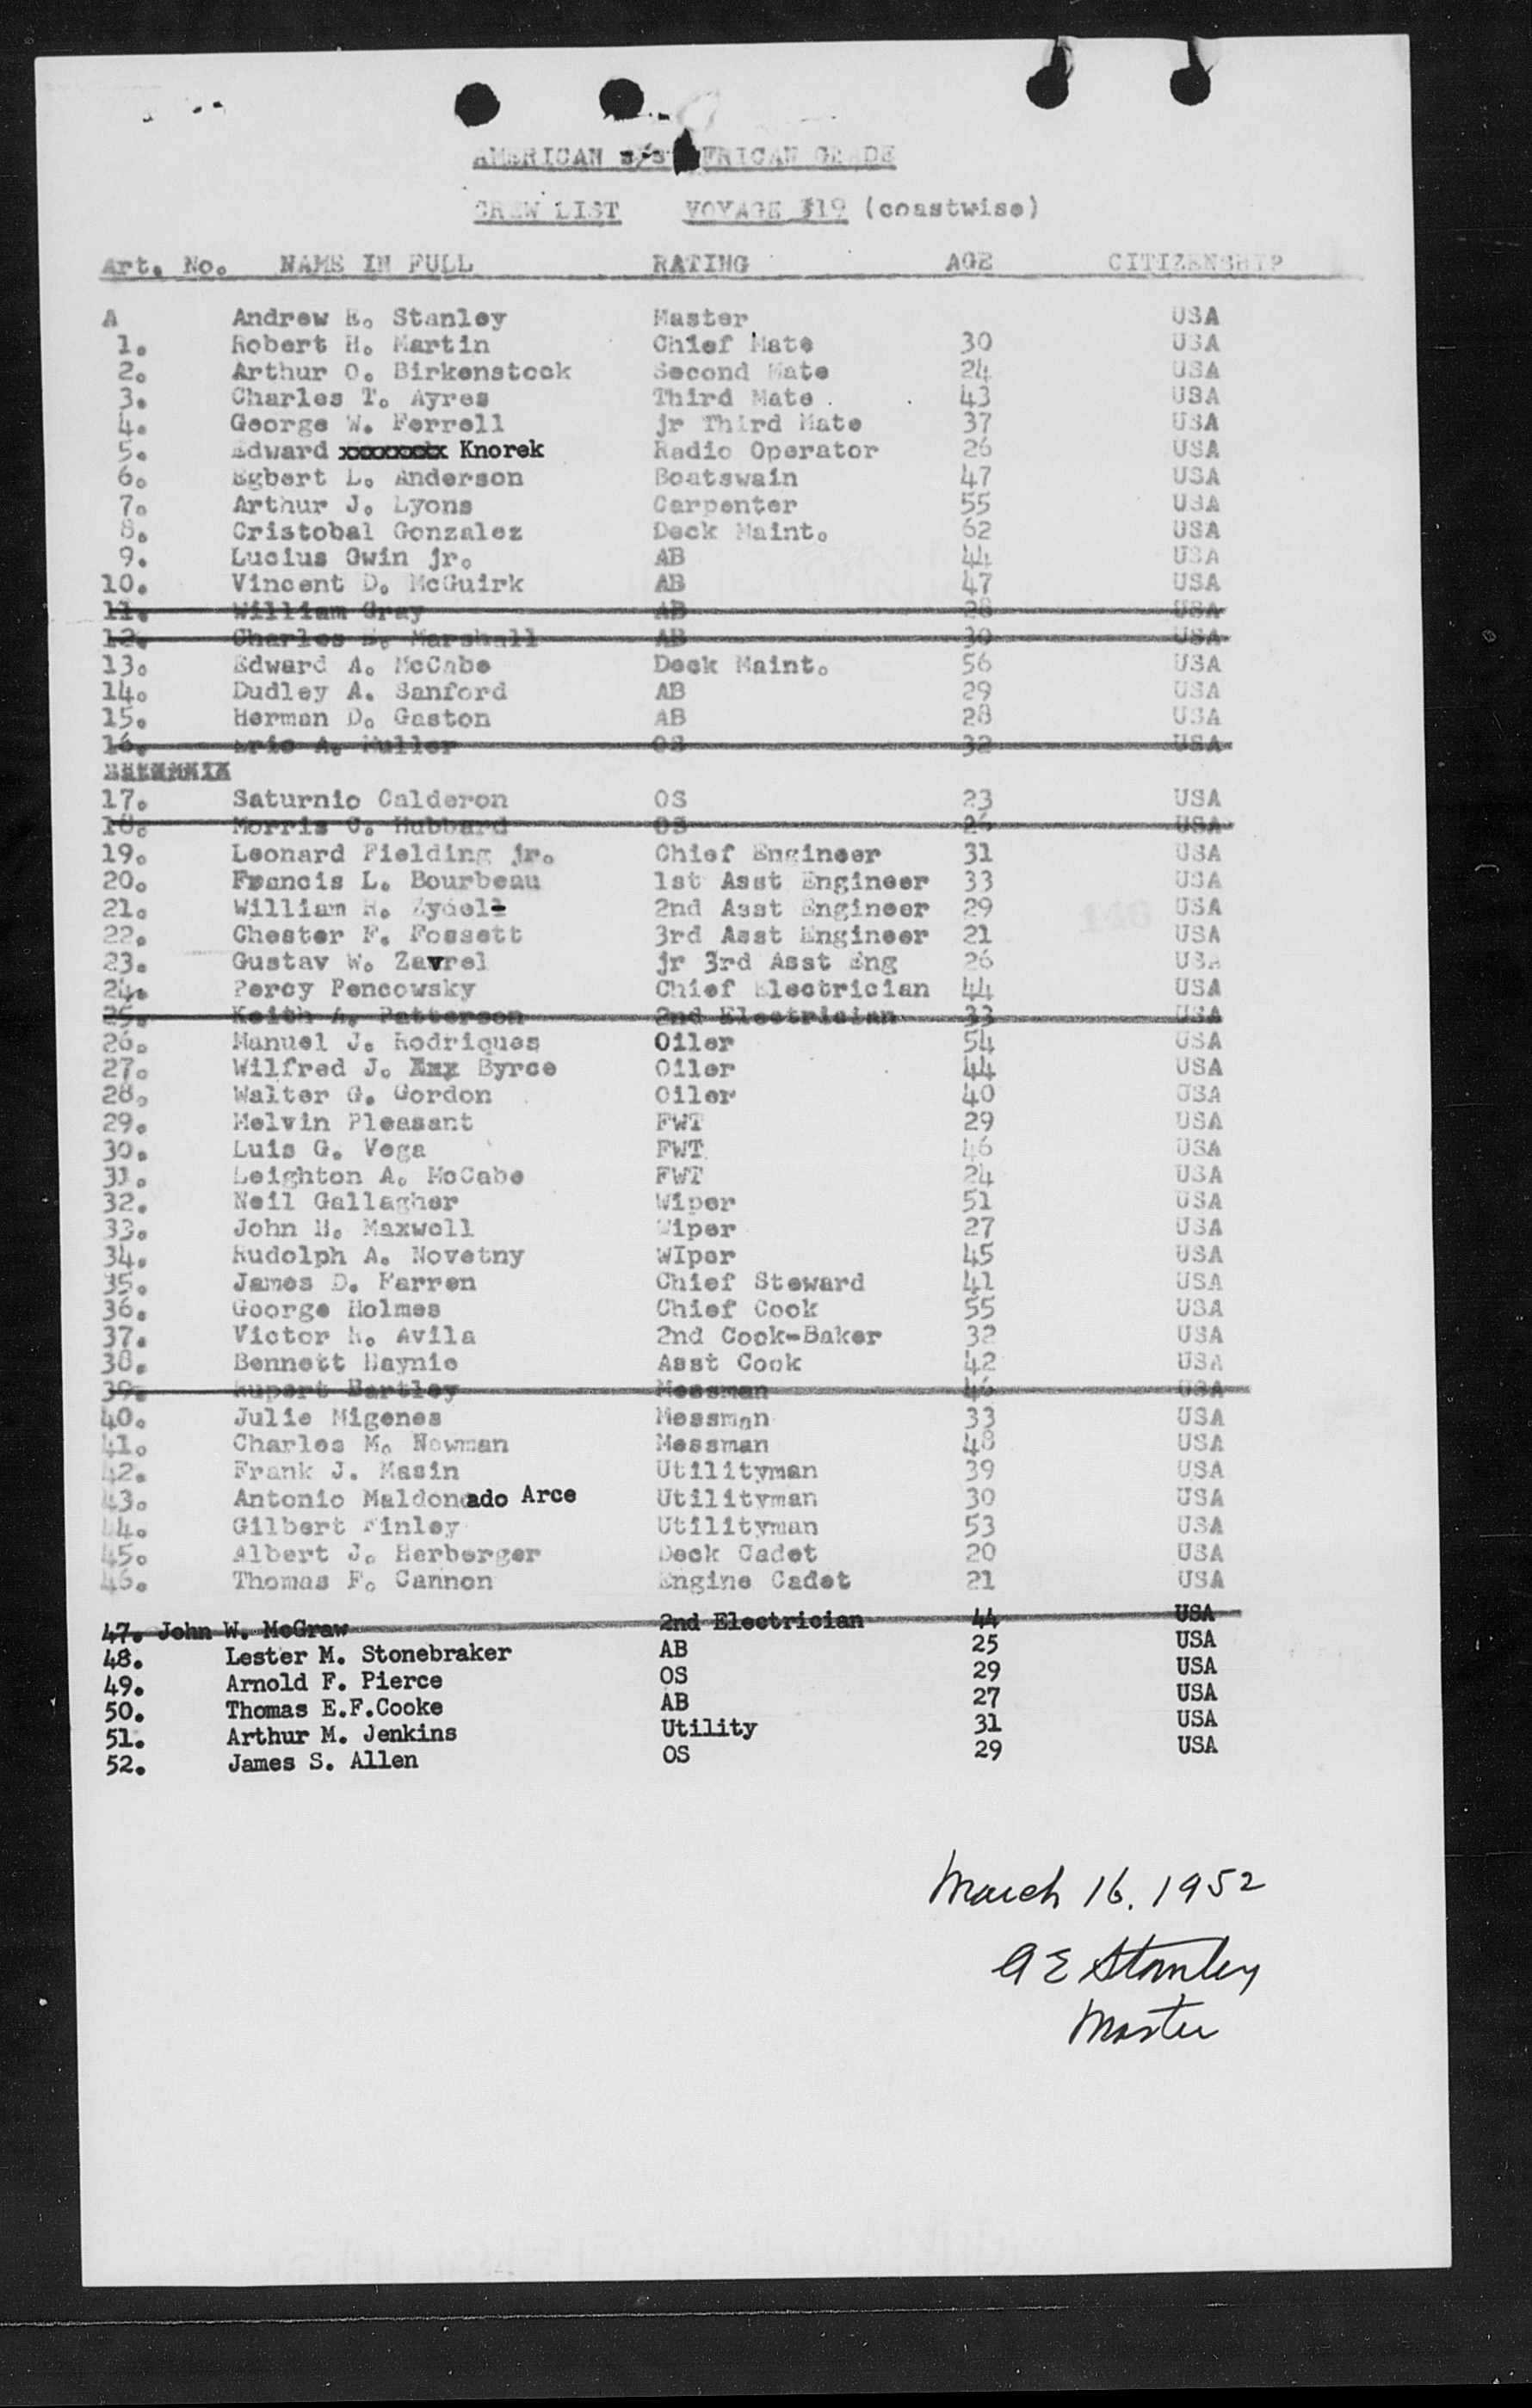 AMERICAN s/s AFRICAN GLADE
CREW LIST VOYAGE #19 (coastwise)
Art. No. NAME IN FULL RATING AGE CITIZENSHIP
A Andrew E. Stanley Master USA
1. Robert H. Martin Chief Mate 30 USA
2. Arthur O. Birkenstock Second Mate 24 USA
3. Charles T. Ayres Third Mate 43 USA
4. George W. Ferrell jr Third Mate 37 USA
5. Edward Knorek Radio Operator 26 USA
6. Egbert L. Anderson Boatswain 47 USA
7. Arthur J. Lyons Carpenter 55 USA
8. Cristobal Gonzalez Deck Maint. 62 USA
9. Lucius Gwin jr. AB 44 USA
10. Vincent D. McGuirk AB 47 USA
11. William Gray AB 28 USA
12. Charles E. Marshall AB 30 USA
13. Edward A. McCabe Deck Maint. 56 USA
14. Dudley A. Sanford AB 29 USA
15. Herman D. Gaston AB 28 USA
16. Eric A. Muller OS 32 USA
17. Saturnio Calderon OS 23 USA
18. Morris C. Hubbard OS 26 USA
19. Leonard Fielding jr. Chief Engineer 31 USA
20. Francis L. Bourbeau 1st Asst Engineer 33 USA
21. William H. Zydel 2nd Asst Engineer 29 USA
22. Chester F. Fossett 3rd Asst Engineer 21 USA
23. Gustav W. Zavrel jr 3rd Asst Eng 26 USA
24. Percy Pencowsky Chief Electrician 44 USA
25. Keith A. Patterson 2nd Electrician 33 USA
26. Manuel J. Rodriques Oiler 54 USA
27. Wilfred J. Byrce Oiler 44 USA
28. Walter G. Gordon Oiler 40 USA
29. Melvin Pleasant FWT 29 USA
30. Luis G. Vega FWT 46 USA
31. Leighton A. McCabe FWT 24 USA
32. Neil Gallagher Wiper 51 USA
33. John H. Maxwell Wiper 27 USA
34. Rudolph A. Novetny WIper 45 USA
35. James D. Farren Chief Steward 41 USA
36. George Holmes Chief Cook 55 USA
37. Victor R. Avila 2nd Cook-Baker 32 USA
38. Bennett Haynie Asst Cook 42 USA
39. Rupert Hartley Messman 46 USA
40. Julie Migenes Messman 33 USA
41. Charles M. Newman Messman 48 USA
42. Frank J. Masin Utilityman 39 USA
43. Antonio Maldonado Arce Utilityman 30 USA
44. Gilbert Finley Utilityman 53 USA
45. Albert J. Herberger Deck Cadet 20 USA
46. Thomas F. Cannon Engine Cadet 21 USA
47. John W. McGraw 2nd Electrician 44 USA
48. Lester M. Stonebraker AB 25 USA
49. Arnold F. Pierce OS 29 USA
50. Thomas E.F.Cooke AB 27 USA
51. Arthur M. Jenkins Utility 31 USA
52. James S. Allen OS 29 USA
March 16, 1952
A E Stanley
Master